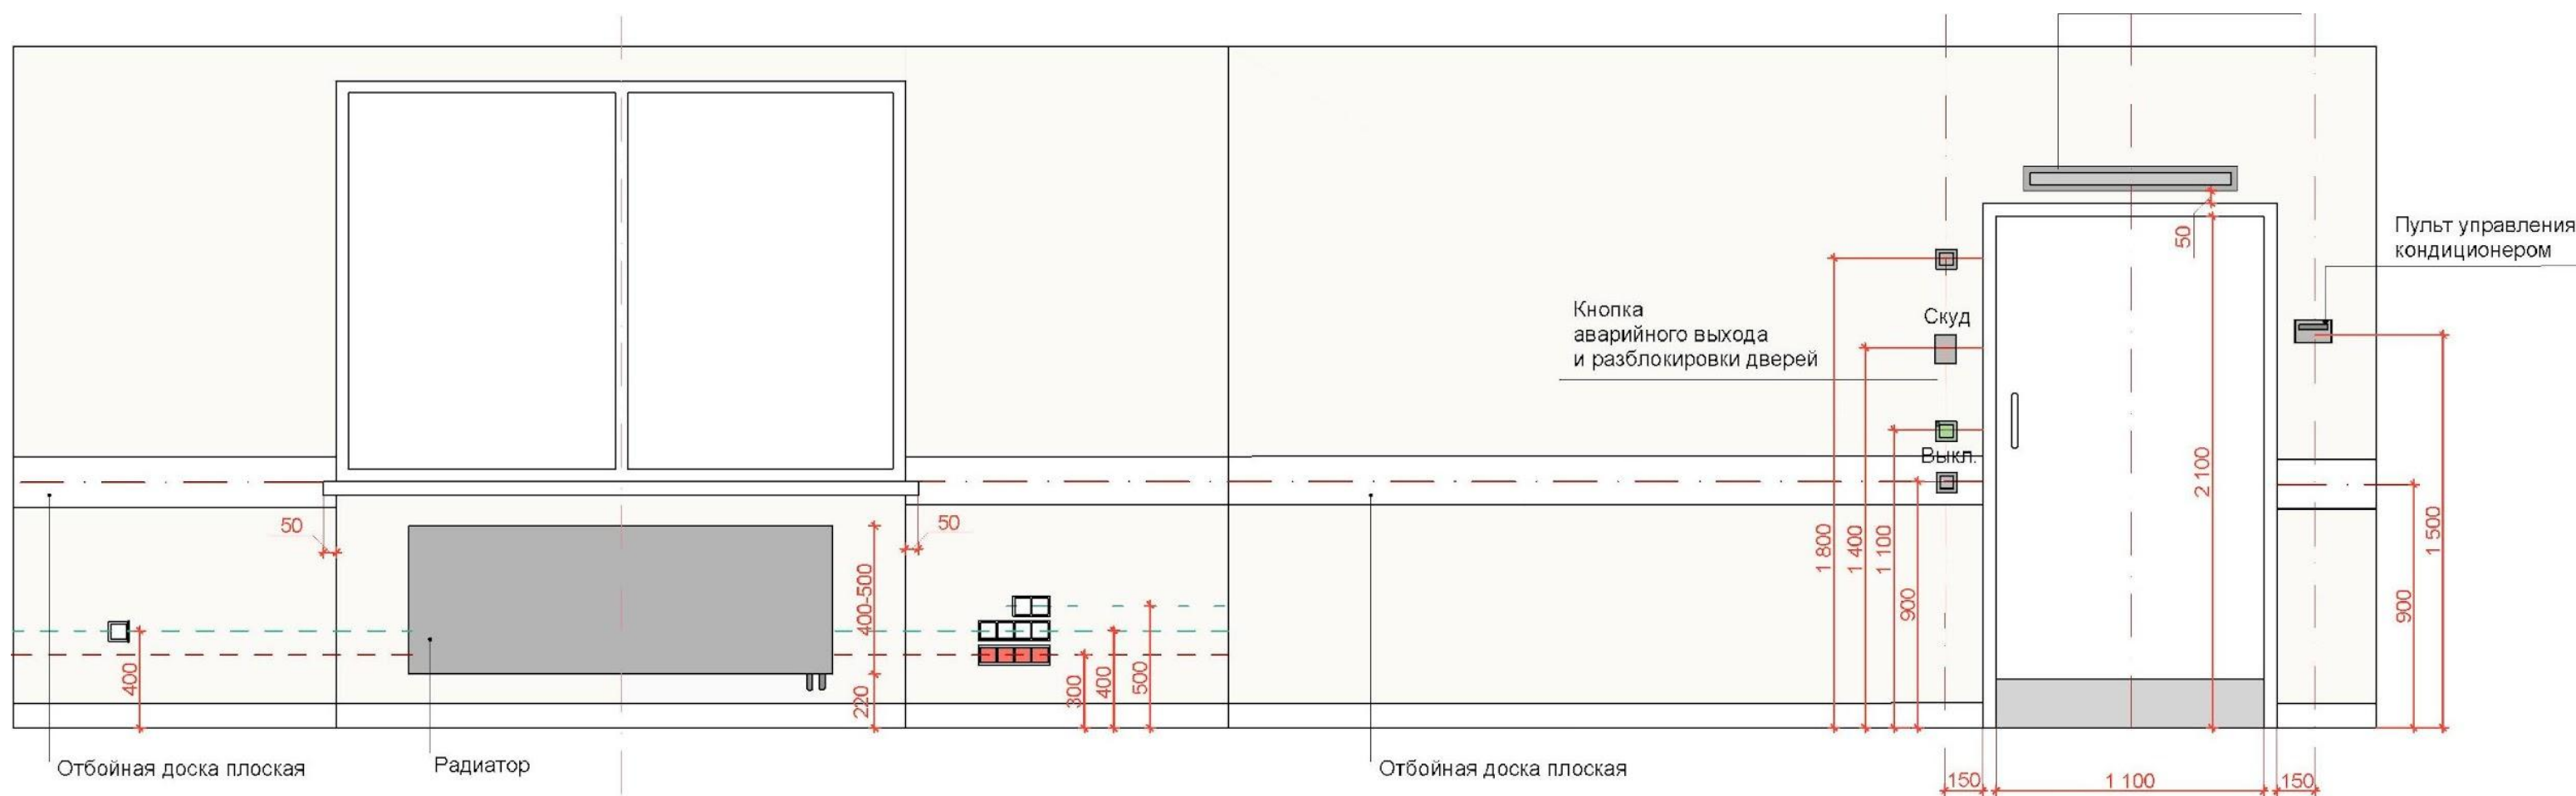 50
Пульт управления
кондиционером
Кнопка
аварийного выхода
и разблокировки дверей
Скуд
Выкл.
2 100
50
50
1 800
1 400
1 100
900
1 500
900
400-500
220
400
300
400
500
Отбойная доска плоская
Радиатор
Отбойная доска плоская
150
1 100
150